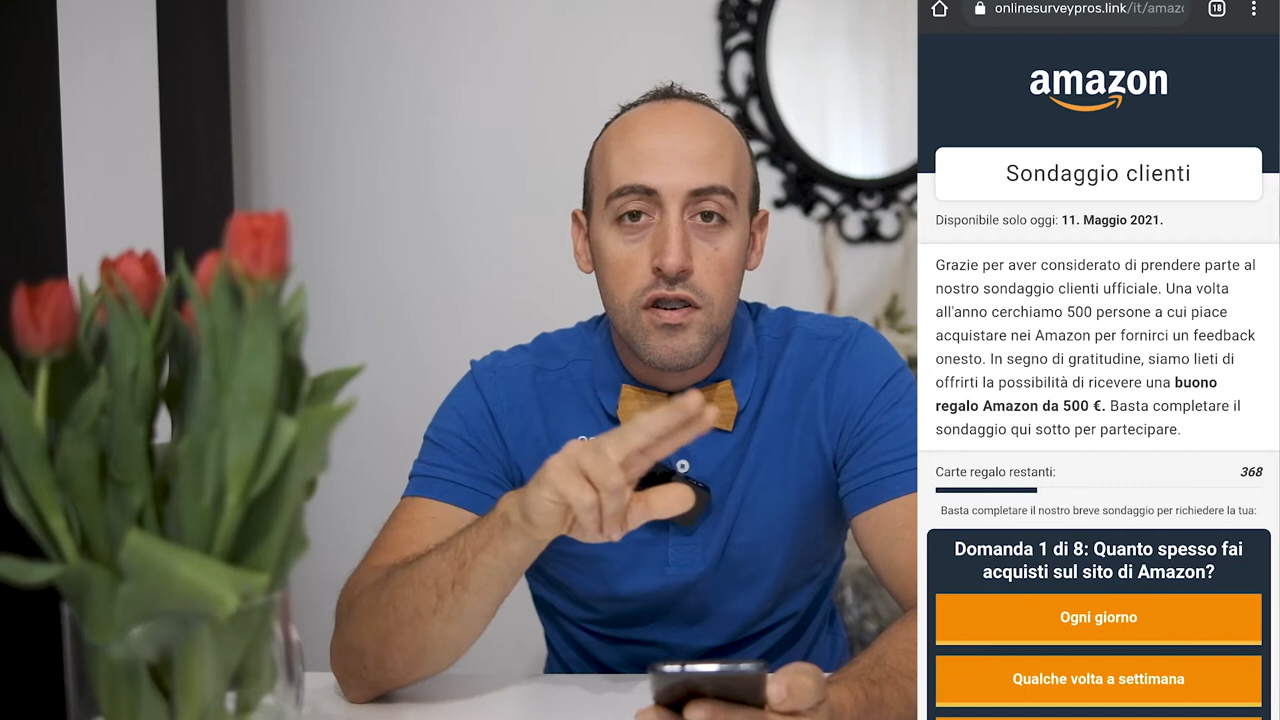 onlinesurveypros.link/it/amaz
18
amazon
Sondaggio clienti
Disponibile solo oggi: 11. Maggio 2021.
Grazie per aver considerato di prendere parte al
nostro sondaggio clienti ufficiale. Una volta
all'anno cerchiamo 500 persone a cui piace
acquistare nei Amazon per fornirci un feedback
onesto. In segno di gratitudine, siamo lieti di
offrirti la possibilità di ricevere una buono
regalo Amazon da 500 €. Basta completare il
sondaggio qui sotto per partecipare.
Carte regalo restanti: 368
Basta completare il nostro breve sondaggio per richiedere la tua:
Domanda 1 di 8: Quanto spesso fai
acquisti sul sito di Amazon?
Ogni giorno
Qualche volta a settimana